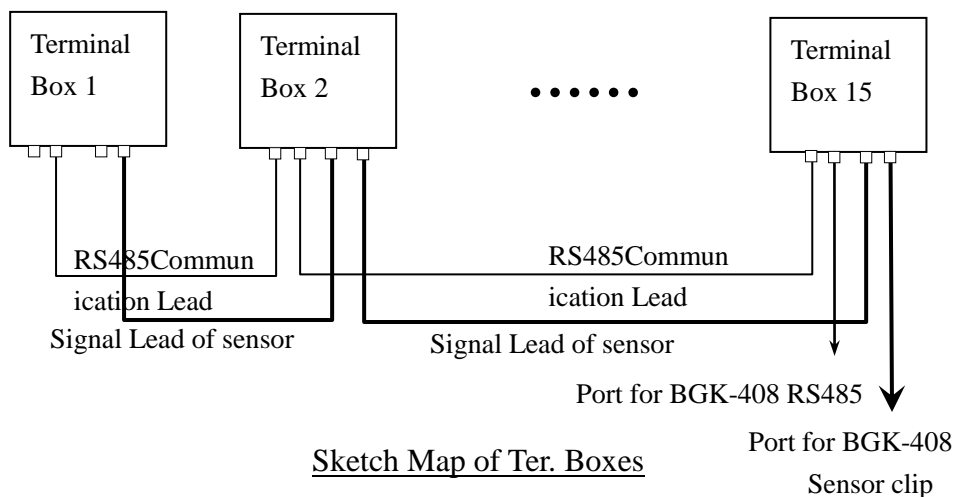 Terminal
Box 1
Terminal
Box 2
......
Terminal
Box 15
RS485Commun
ication Lead
Signal Lead of sensor
RS485Commun
ication Lead
Signal Lead of sensor
Port for BGK-408 RS485
Port for BGK-408
Sensor clip
Sketch Map of Ter. Boxes